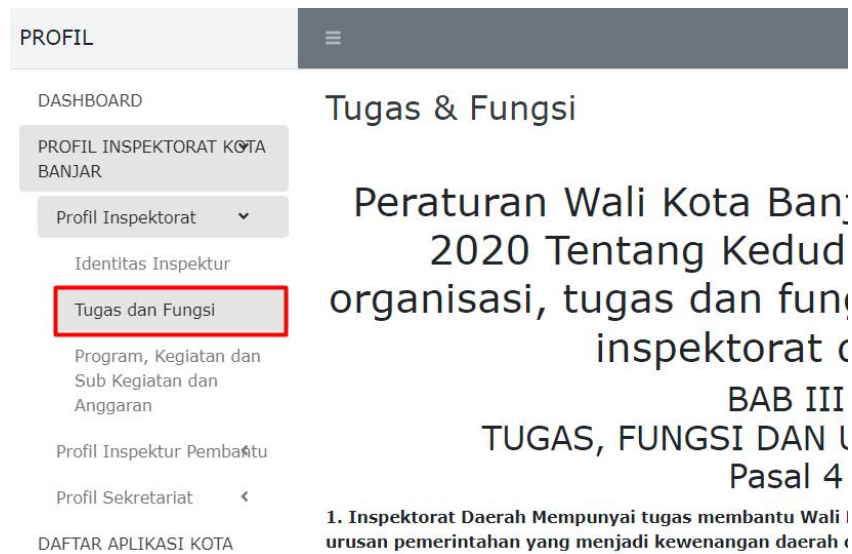 PROFIL
DASHBOARD
PROFIL INSPEKTORAT KOTA
BANJAR
Profil Inspektorat
Identitas Inspektur
Tugas dan Fungsi
Program, Kegiatan dan
Sub Kegiatan dan
Anggaran
Profil Inspektur Pembantu
Profil Sekretariat
DAFTAR APLIKASI KOTA
Tugas & Fungsi
Peraturan Wali Kota
2020 Tentang
organisasi, tugas dan
inspektorat
BAB III
TUGAS, FUNGSI DAN
Pasal 4
1. Inspektorat Daerah Mempunyai tugas membantu Wali
urusan pemerintahan yang menjadi kewenangan daerah